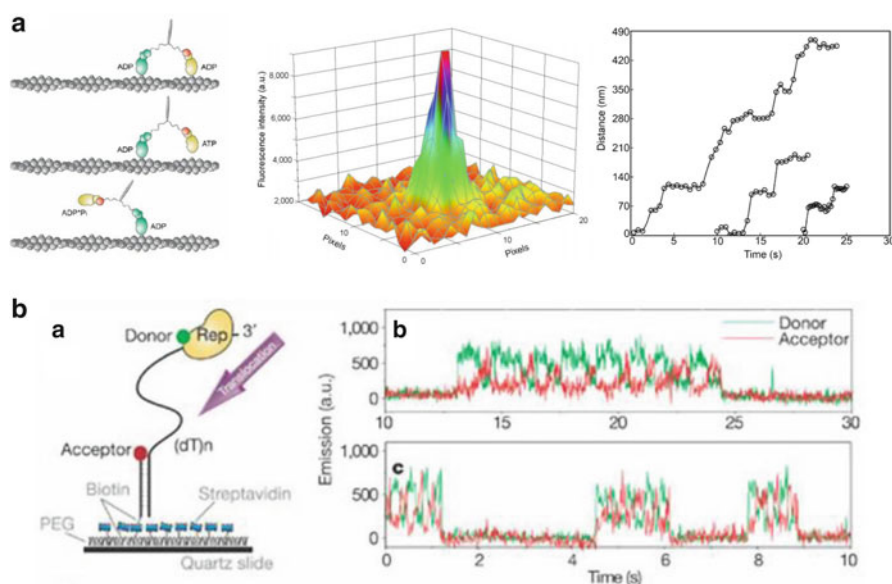 a
ADP
ADP
ADP
ATP
ADP*Pi
ADP
Fluorescence intensity (a.u.)
8,000
6,000
4,000
2,000
Pixels
10
0
0
10
20
Pixels
Distance (nm)
490
420
350
280
210
140
70
0
0 5 10 15 20 25 30
Time (s)
b
a
Donor
Rep
3′
Translocation
Acceptor
(dT)n
Biotin
Streptavidin
PEG
Quartz slide
b
Donor
Acceptor
Emission (a.u.)
1,000
500
0
10 15 20 25 30
c
1,000
500
0
0 2 4 6 8 10
Time (s)